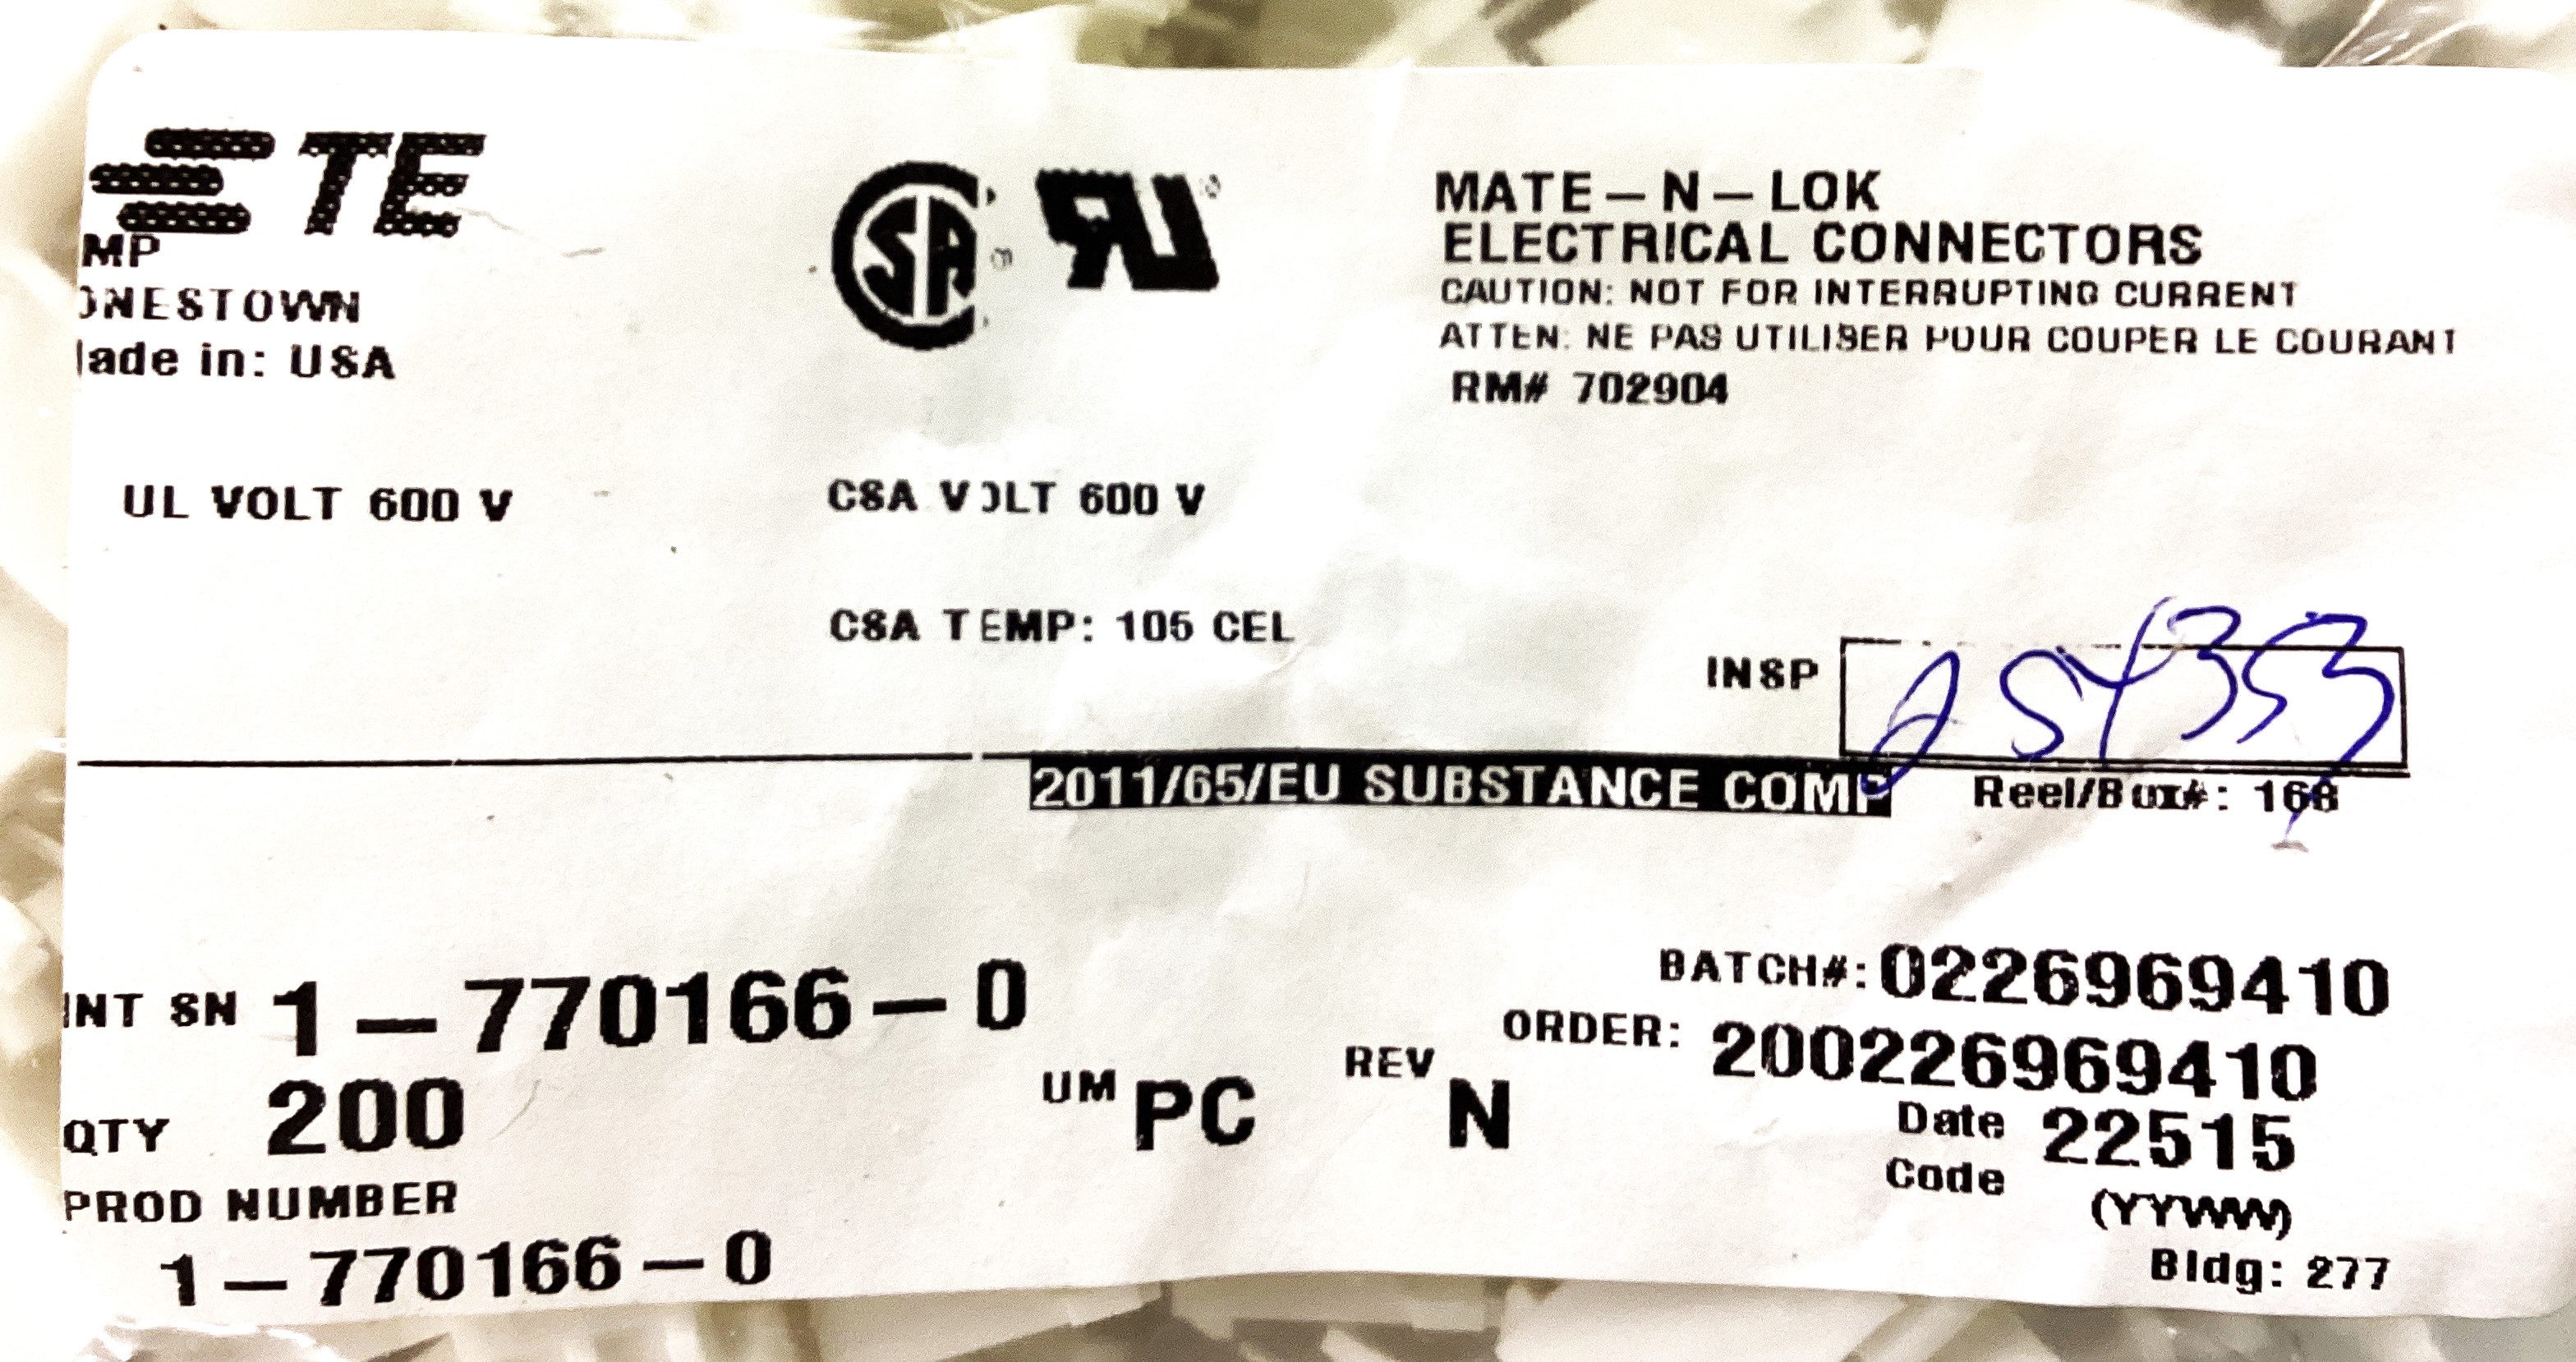 TE
MP
ONESTOWN
ade in: USA
CSA
MATE-N-LOK
ELECTRICAL CONNECTORS
CAUTION: NOT FOR INTERRUPTING CURRENT
ATTEN: NE PAS UTILISER POUR COUPER LE COURANT
RM# 702904
UL VOLT 600 V
CSA VOLT 600 V
CSA TEMP: 105 CEL
INSP
2011/65/EU SUBSTANCE COMP
Reel/Box#: 168
INT SN 1-770166-0
BATCH#: 0226969410
ORDER: 200226969410
QTY 200
UM PC
REV N
Date Code 22515
(YYWW)
PROD NUMBER
1-770166-0
Bldg: 277